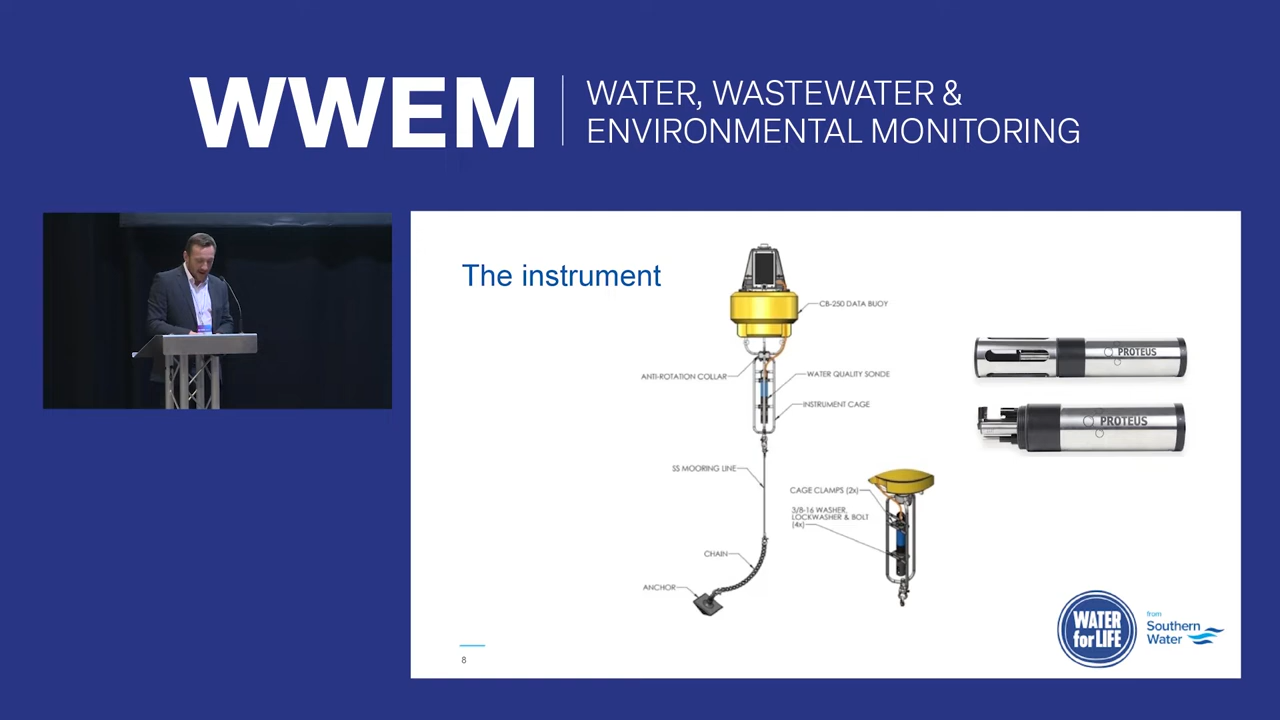 WWEM
WATER, WASTEWATER &
ENVIRONMENTAL MONITORING
The instrument
CB-250 DATA BUOY
ANTI-ROTATION COLLAR
WATER QUALITY SONDE
INSTRUMENT CAGE
SS MOORING LINE
CAGE CLAMPS (2x)
3/8-16 WASHER,
LOCKWASHER & BOLT
(4x)
CHAIN
ANCHOR
PROTEUS
PROTEUS
WATER
for LIFE
from
Southern
Water
8